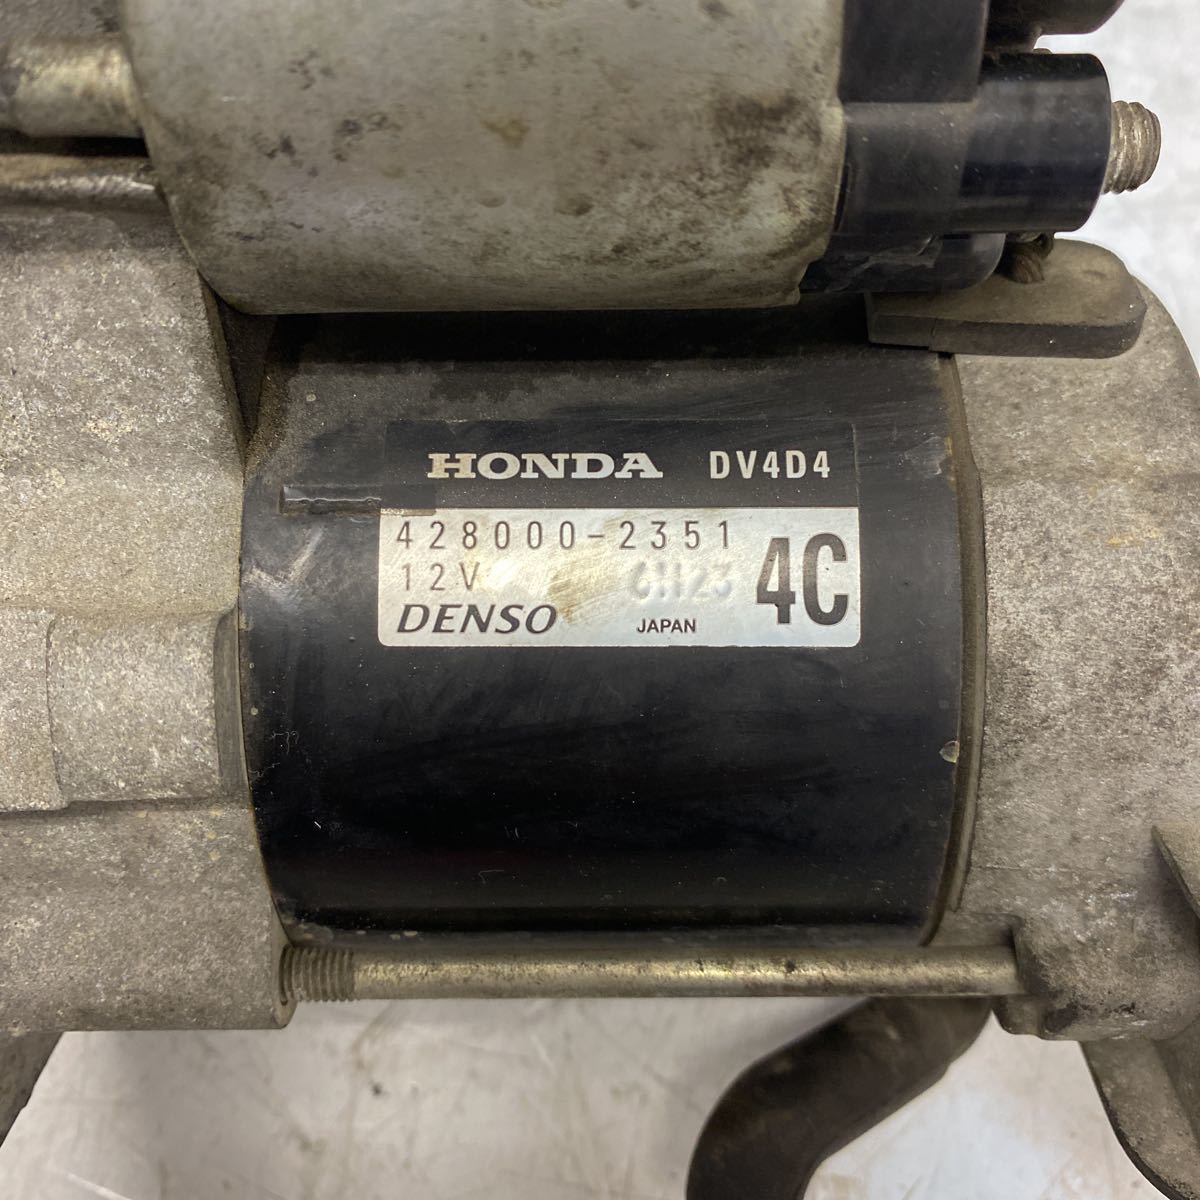 HONDA DV4D4
428000-2351
12V 4C
DENSO JAPAN